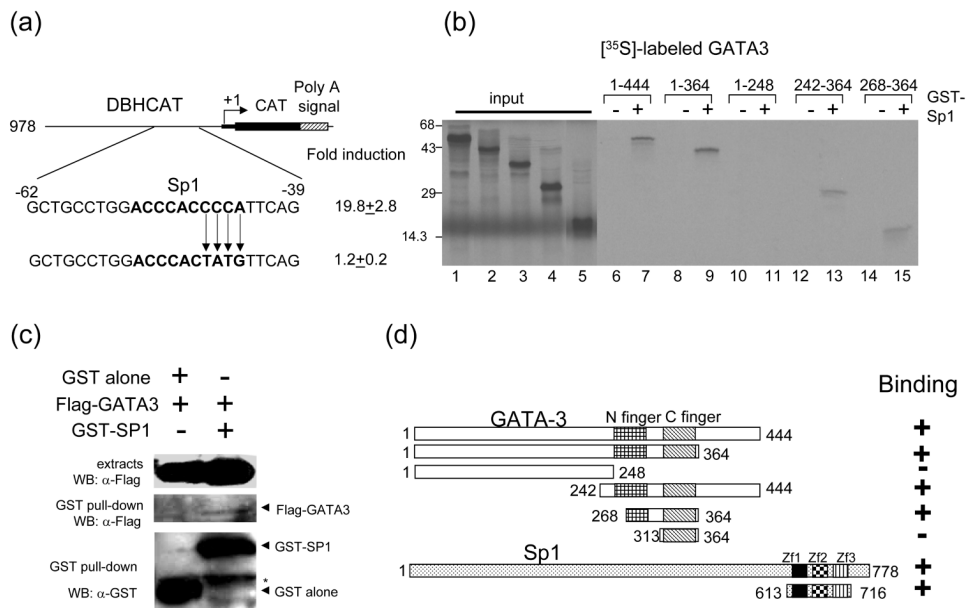 (a)
DBHCAT
+1
CAT
Poly A
signal
978
Fold induction
-62
Sp1
-39
GCTGCCTGGACCCACCCCCATTCAG
19.8+2.8
GCTGCCTGGACCCACTATGTTCAG
1.2+0.2
(b)
[35S]-labeled GATA3
input
1-444
1-364
1-248
242-364
268-364
GST-
Sp1
- + - + - + - + - +
68
43
29
14.3
1 2 3 4 5 6 7 8 9 10 11 12 13 14 15
(c)
GST alone + -
Flag-GATA3 + +
GST-SP1 - +
extracts
WB: α-Flag
GST pull-down
WB: α-Flag
Flag-GATA3
GST pull-down
WB: α-GST
GST-SP1
*
GST alone
(d)
Binding
GATA-3
N finger
C finger
1 444 +
1 364 +
1 248 -
242 444 +
268 364 +
313 364 -
Sp1
Zf1 Zf2 Zf3
1 778 +
613 716 +